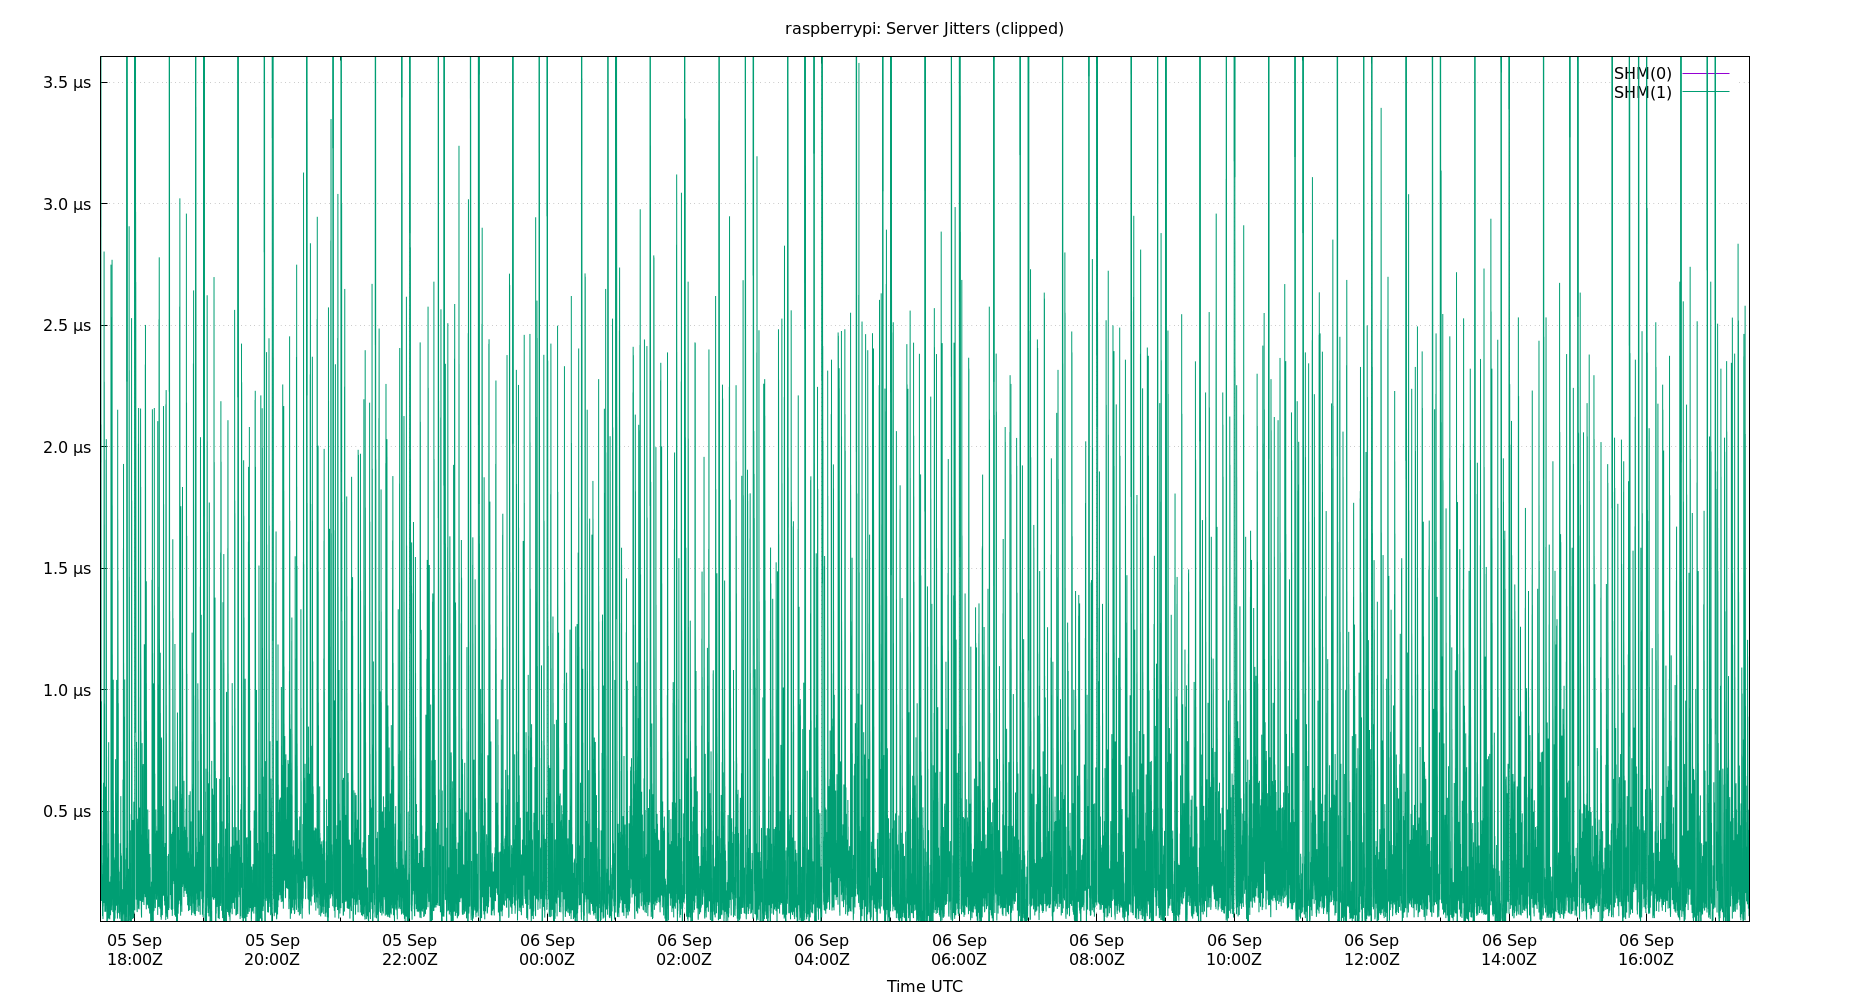 raspberrypi: Server Jitters (clipped)
SHM(0)
SHM(1)
3.5 µs
3.0 µs
2.5 µs
2.0 µs
1.5 µs
1.0 µs
0.5 µs
05 Sep 05 Sep 05 Sep 06 Sep 06 Sep 06 Sep 06 Sep 06 Sep 06 Sep 06 Sep 06 Sep 06 Sep
18:00Z 20:00Z 22:00Z 00:00Z 02:00Z 04:00Z 06:00Z 08:00Z 10:00Z 12:00Z 14:00Z 16:00Z
Time UTC